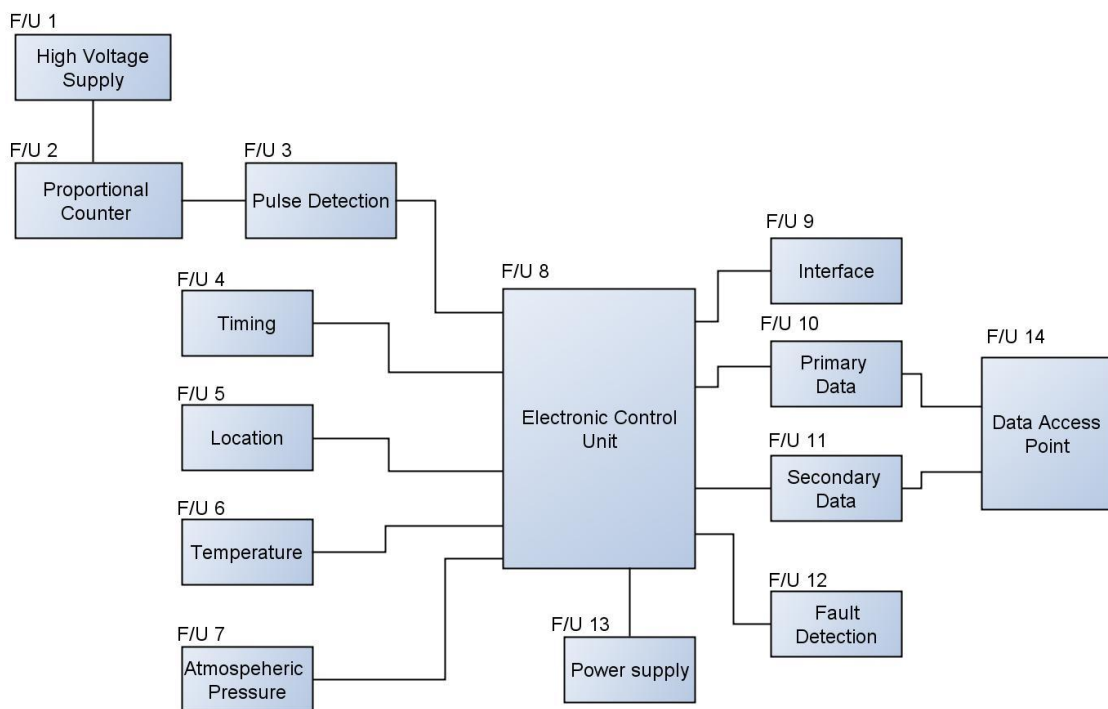 F/U 1
High Voltage
Supply
F/U 2
Proportional
Counter
F/U 3
Pulse Detection
F/U 4
Timing
F/U 5
Location
F/U 6
Temperature
F/U 7
Atmospeheric
Pressure
F/U 8
Electronic Control
Unit
F/U 9
Interface
F/U 10
Primary
Data
F/U 11
Secondary
Data
F/U 12
Fault
Detection
F/U 13
Power supply
F/U 14
Data Access
Point